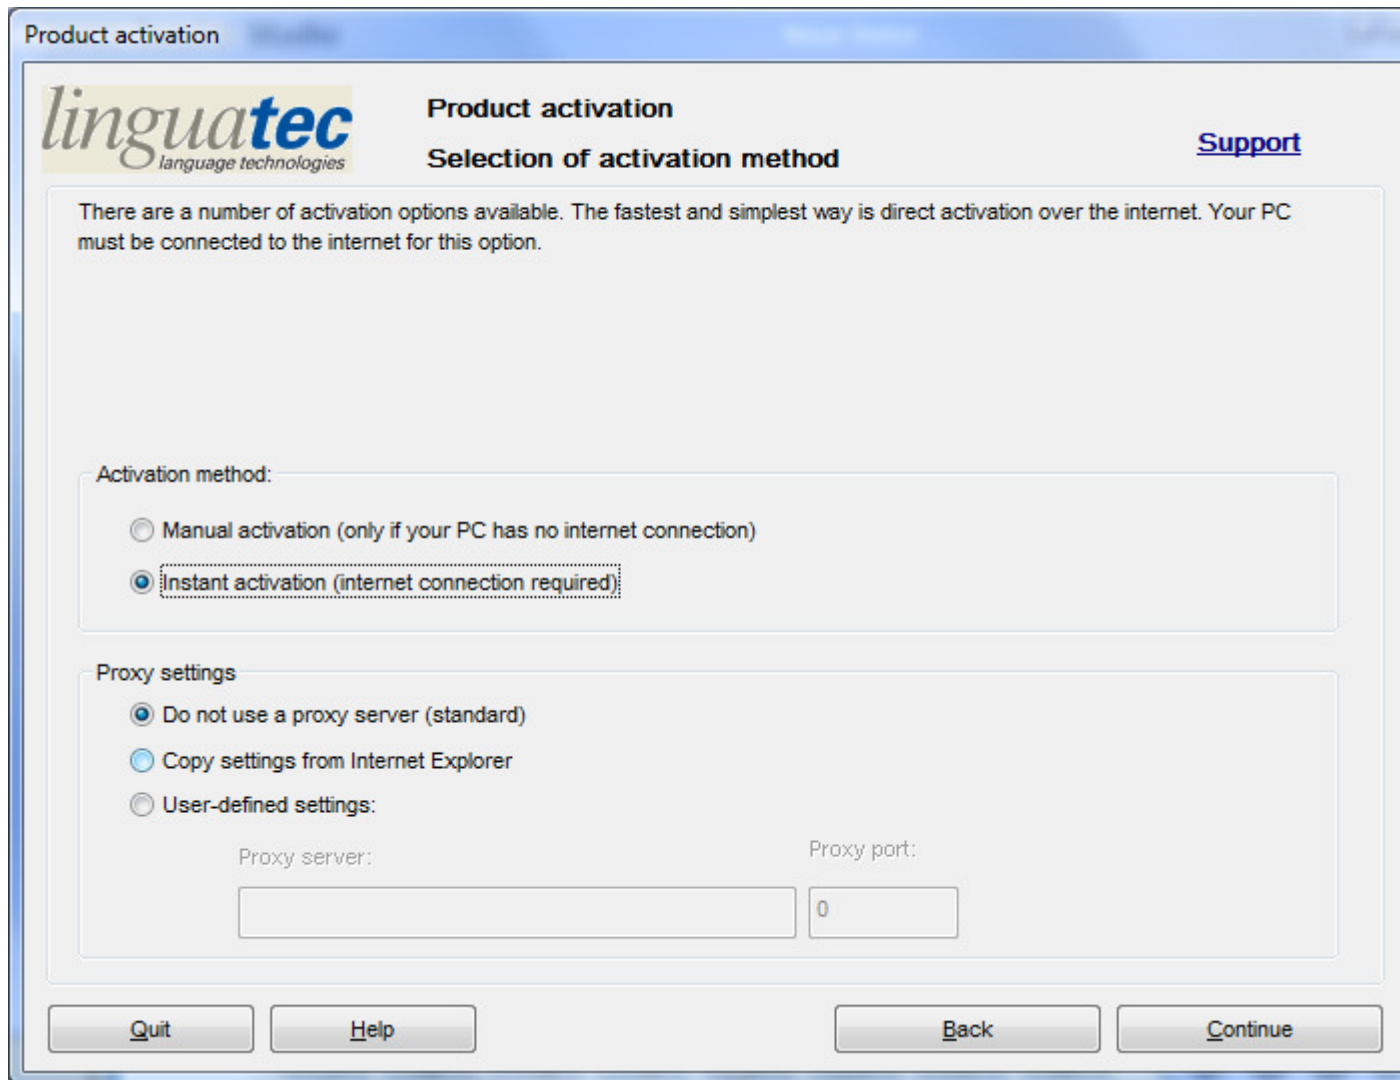 Product activation
linguatec
language technologies
Product activation
Selection of activation method
Support
There are a number of activation options available. The fastest and simplest way is direct activation over the internet. Your PC
must be connected to the internet for this option.
Activation method:
Manual activation (only if your PC has no internet connection)
Instant activation (internet connection required)
Proxy settings
Do not use a proxy server (standard)
Copy settings from Internet Explorer
User-defined settings:
Proxy server:
Proxy port:
0
Quit
Help
Back
Continue